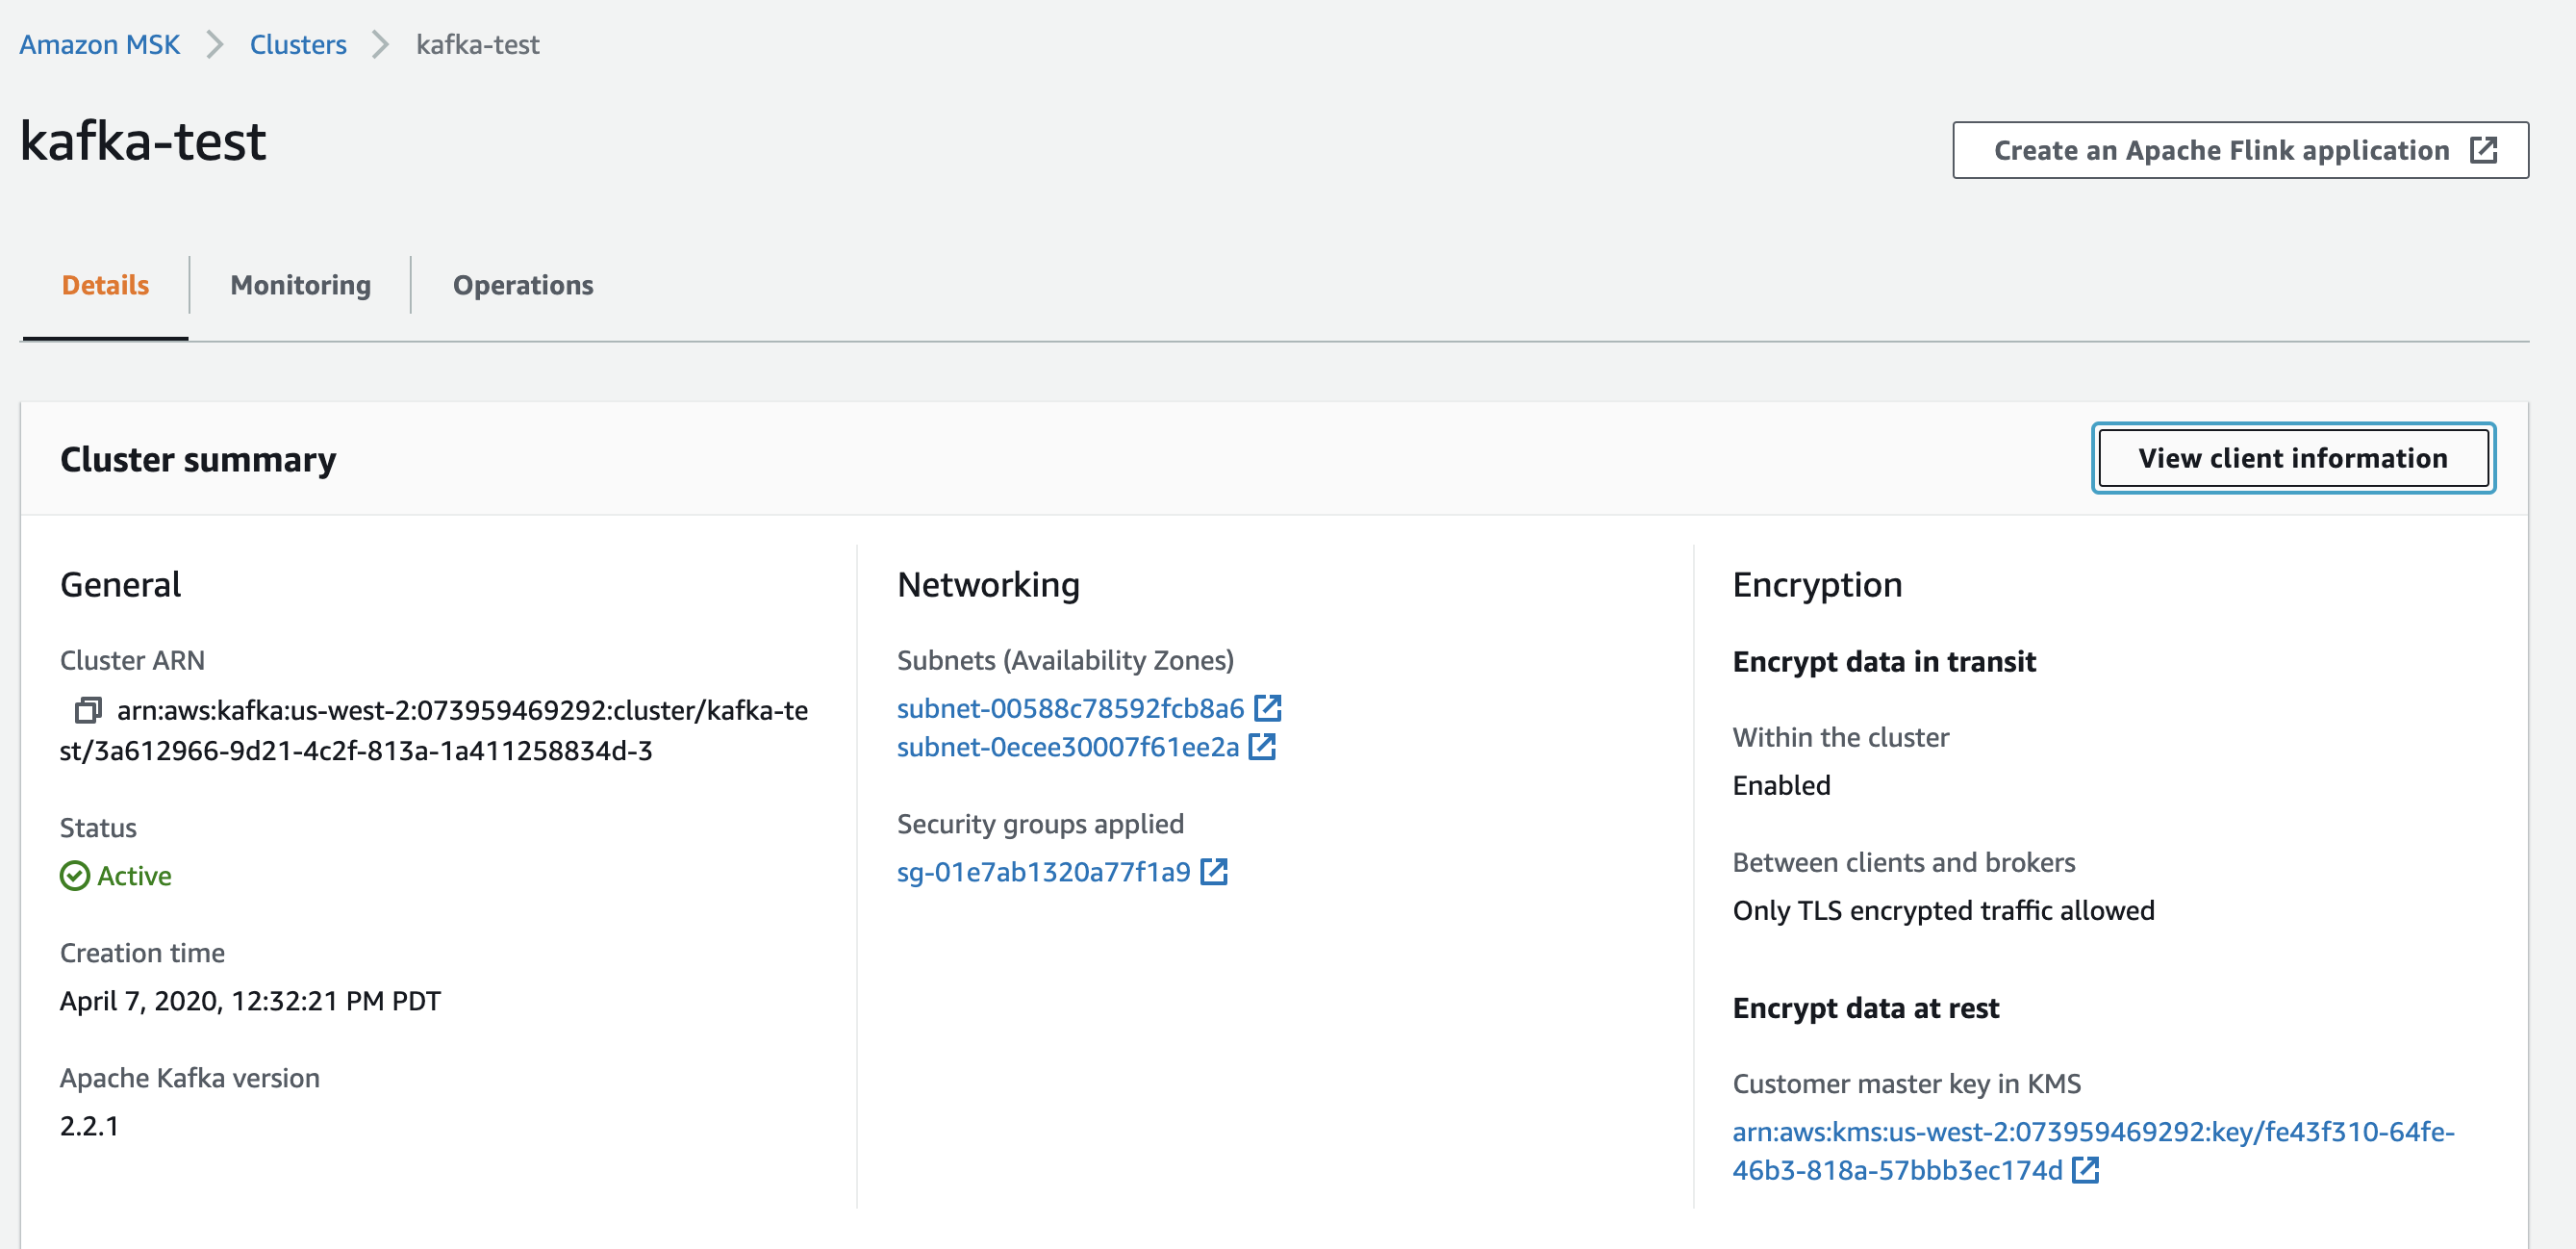 Amazon MSK > Clusters > kafka-test
kafka-test
Create an Apache Flink application
Details
Monitoring
Operations
Cluster summary
View client information
General
Cluster ARN
arn:aws:kafka:us-west-2:073959469292:cluster/kafka-te
st/3a612966-9d21-4c2f-813a-1a411258834d-3
Status
Active
Creation time
April 7, 2020, 12:32:21 PM PDT
Apache Kafka version
2.2.1
Networking
Subnets (Availability Zones)
subnet-00588c78592fcb8a6
subnet-0ecee30007f61ee2a
Security groups applied
sg-01e7ab1320a77f1a9
Encryption
Encrypt data in transit
Within the cluster
Enabled
Between clients and brokers
Only TLS encrypted traffic allowed
Encrypt data at rest
Customer master key in KMS
arn:aws:kms:us-west-2:073959469292:key/fe43f310-64fe-
46b3-818a-57bbb3ec174d